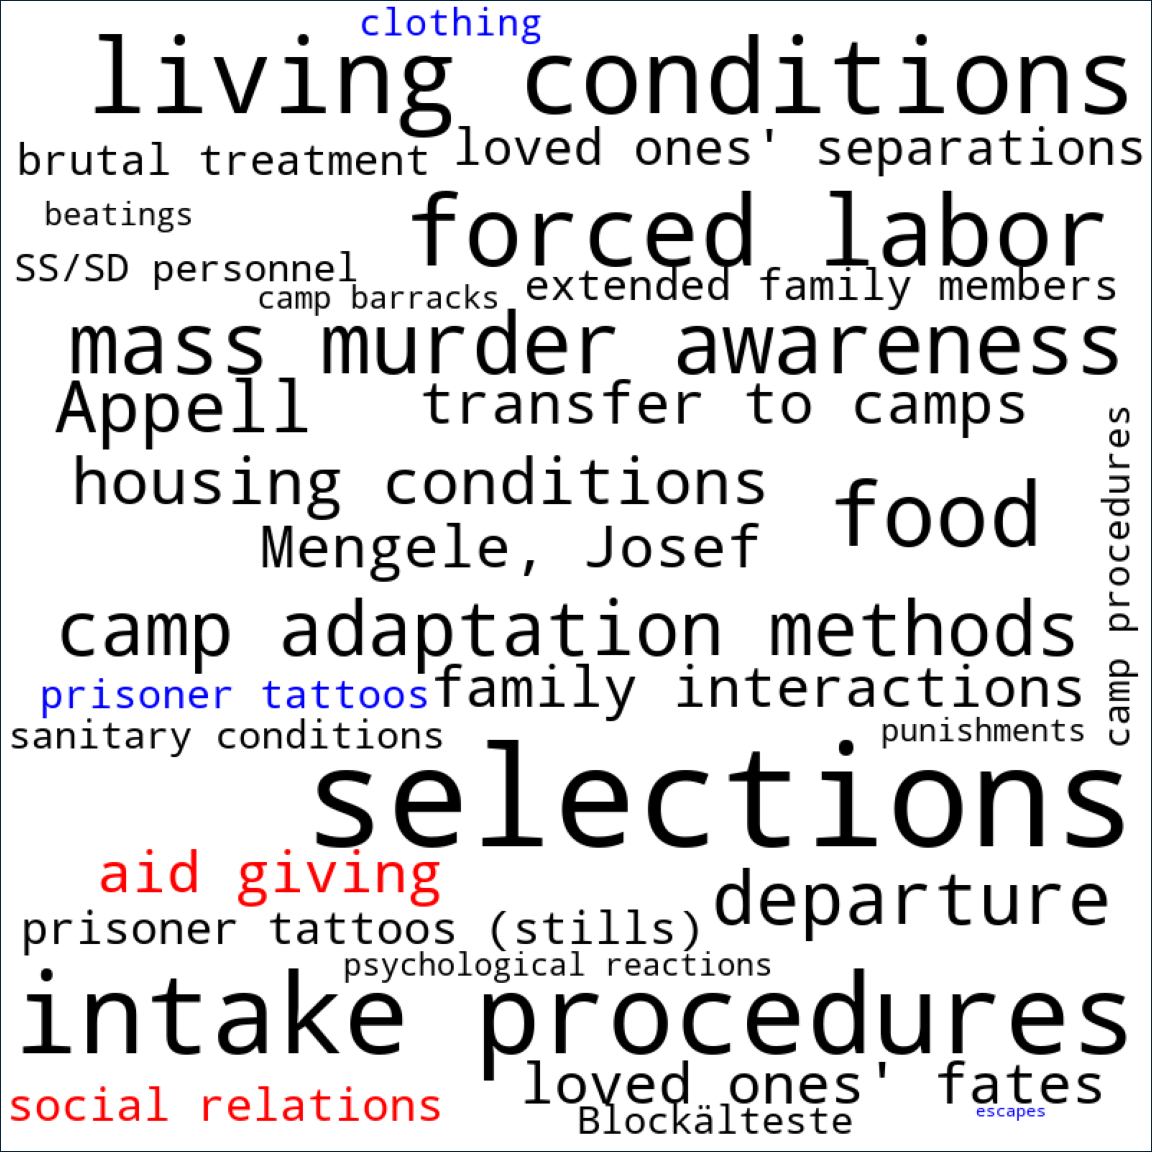 clothing
living conditions
loved ones' separations
brutal treatment
beatings
forced labor
SS/SD personnel
extended family members
camp barracks
mass murder awareness
Appell
transfer to camps
camp procedures
housing conditions
food
Mengele, Josef
camp adaptation methods
prisoner tattoos
family interactions
sanitary conditions
punishments
selections
aid giving
departure
prisoner tattoos (stills)
psychological reactions
intake procedures
loved ones' fates
social relations
Blockälteste
escapes